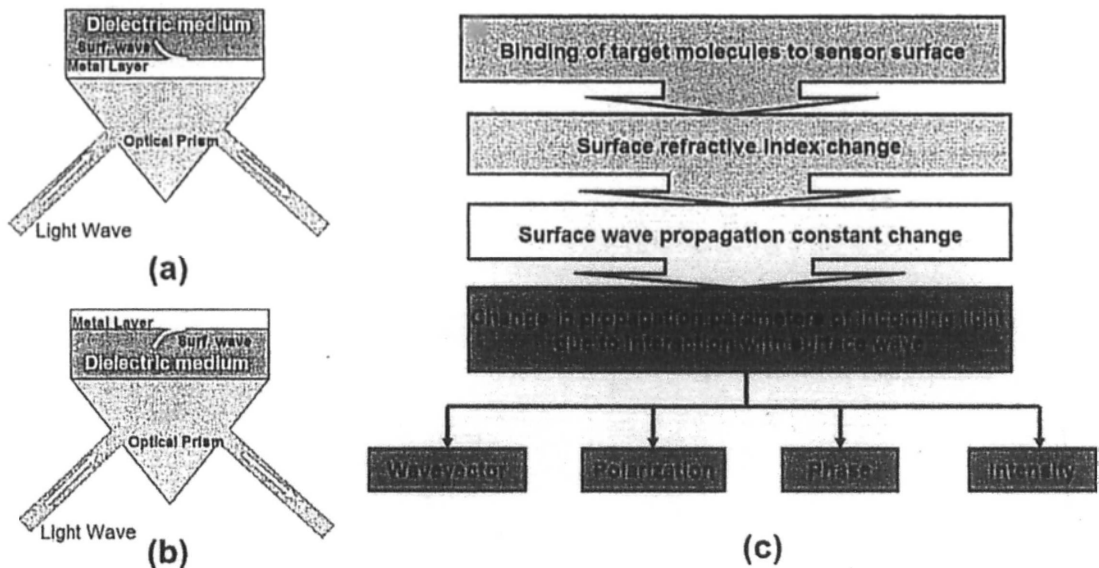 Dielectric medium
Surf. wave
Metal Layer
Optical Prism
Light Wave
(a)
Metal Layer
Surf. wave
Dielectric medium
Optical Prism
Light Wave
(b)
Binding of target molecules to sensor surface
Surface refractive index change
Surface wave propagation constant change
Change in propagation parameters of incoming light
due to interaction with surface wave
Wavevector
Polarization
Phase
Intensity
(c)